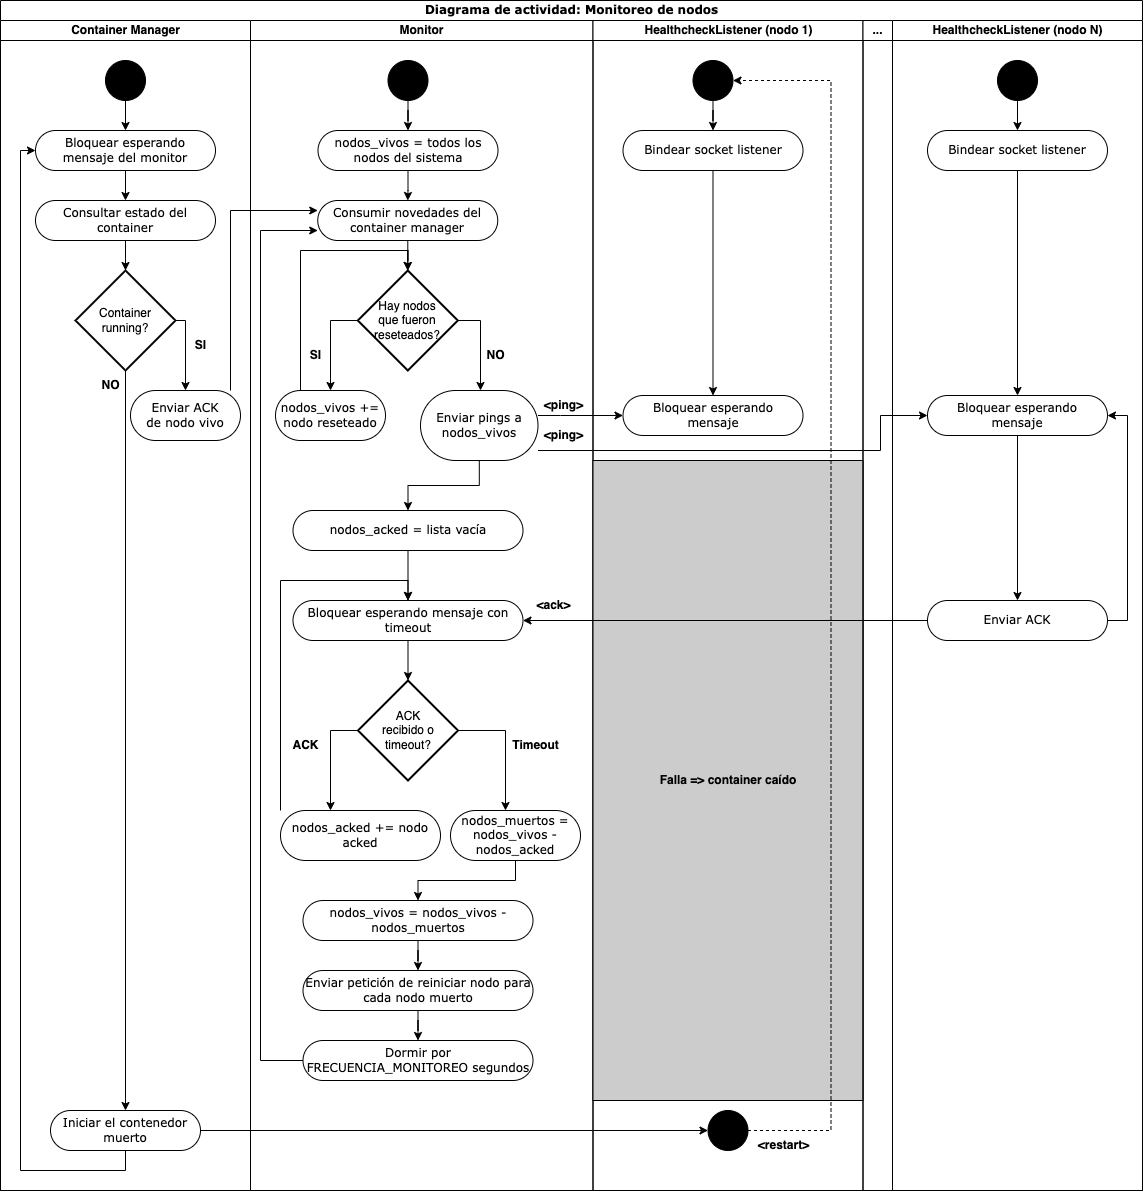 Diagrama de actividad: Monitoreo de nodos
Container Manager
Monitor
HealthcheckListener (nodo 1)
...
HealthcheckListener (nodo N)
Bloquear esperando
mensaje del monitor
nodos_vivos = todos los
nodos del sistema
Bindear socket listener
Bindear socket listener
Consultar estado del
container
Consumir novedades del
container manager
Container
running?
SI
NO
Hay nodos
que fueron
reseteados?
SI
NO
Enviar ACK
de nodo vivo
nodos_vivos +=
nodo reseteado
Enviar pings a
nodos_vivos
<ping>
<ping>
Bloquear esperando
mensaje
Bloquear esperando
mensaje
nodos_acked = lista vacía
Bloquear esperando mensaje con
timeout
<ack>
Enviar ACK
ACK
recibido o
timeout?
ACK
Timeout
Falla => container caído
nodos_acked += nodo
acked
nodos_muertos =
nodos_vivos -
nodos_acked
nodos_vivos = nodos_vivos -
nodos_muertos
Enviar petición de reiniciar nodo para
cada nodo muerto
Dormir por
FRECUENCIA_MONITOREO segundos
Iniciar el contenedor
muerto
<restart>